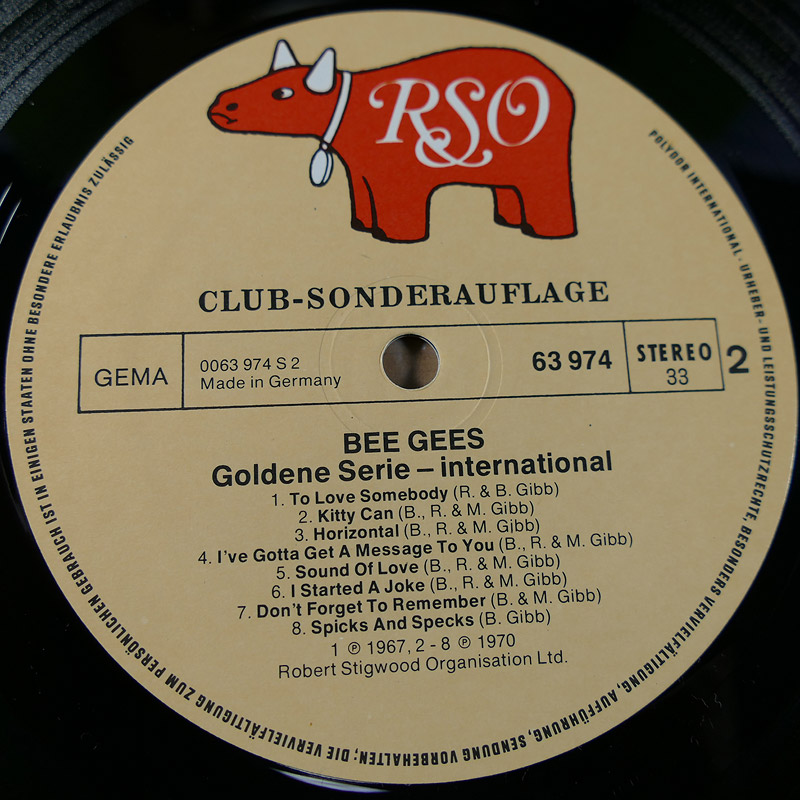 RSO
CLUB-SONDERAUFLAGE
GEMA
0063 974 S 2
Made in Germany
63 974
STEREO
33
2
BEE GEES
Goldene Serie – international
1. To Love Somebody (R. & B. Gibb)
2. Kitty Can (B., R. & M. Gibb)
3. Horizontal (B., R. & M. Gibb)
4. I've Gotta Get A Message To You (B., R. & M. Gibb)
5. Sound Of Love (B., R. & M. Gibb)
6. I Started A Joke (B., R. & M. Gibb)
7. Don't Forget To Remember (B. & M. Gibb)
8. Spicks And Specks (B. Gibb)
1 ℗ 1967, 2 - 8 ℗ 1970
Robert Stigwood Organisation Ltd.
POLYDOR INTERNATIONAL · URHEBER- UND LEISTUNGSSCHUTZRECHTE, BESONDERS VERVIELFÄLTIGUNG, AUFFÜHRUNG, SENDUNG VORBEHALTEN; DIE VERVIELFÄLTIGUNG ZUM PERSÖNLICHEN GEBRAUCH IST IN EINIGEN STAATEN OHNE BESONDERE ERLAUBNIS ZULÄSSIG